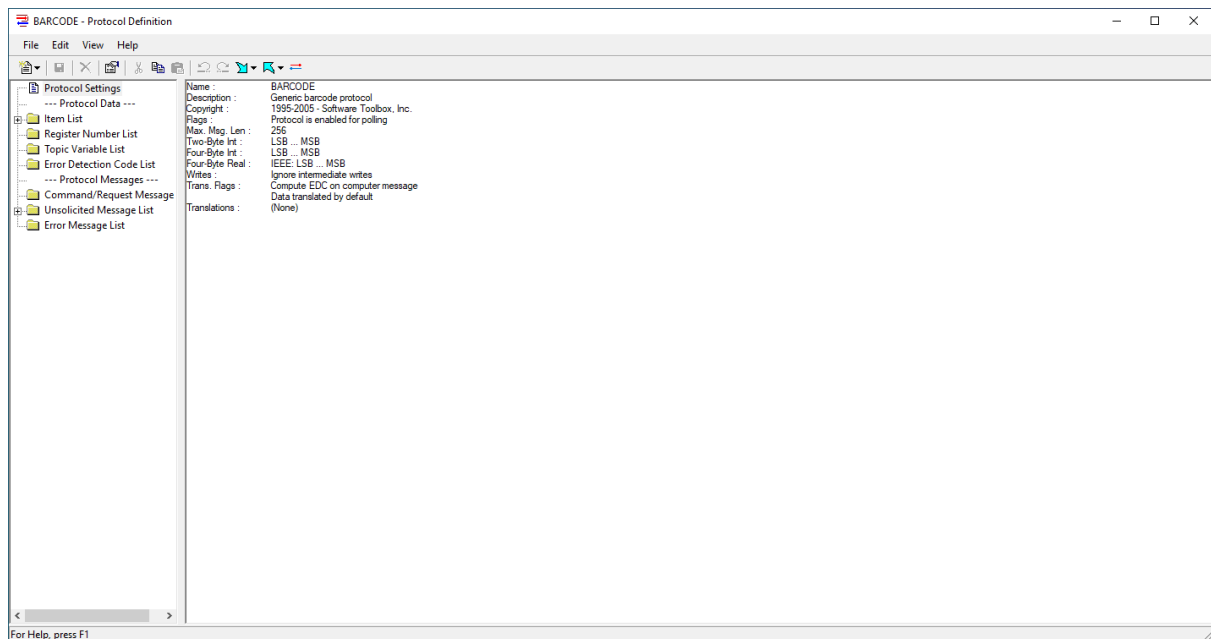 BARCODE - Protocol Definition
File Edit View Help
Protocol Settings
--- Protocol Data ---
Item List
Register Number List
Topic Variable List
Error Detection Code List
--- Protocol Messages ---
Command/Request Message
Unsolicited Message List
Error Message List
Name : BARCODE
Description : Generic barcode protocol
Copyright : 1995-2005 - Software Toolbox, Inc.
Flags : Protocol is enabled for polling
Max. Msg. Len : 256
Two-Byte Int : LSB ... MSB
Four-Byte Int : LSB ... MSB
Four-Byte Real : IEEE: LSB ... MSB
Writes : Ignore intermediate writes
Trans. Flags : Compute EDC on computer message
Data translated by default
Translations : (None)
For Help, press F1